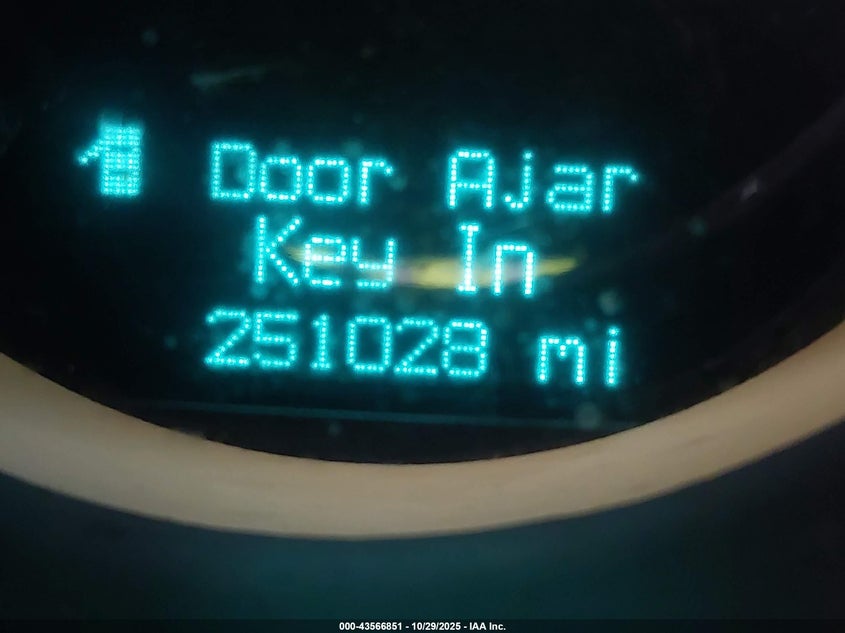 Door Ajar
Key In
251028 mi
000-43566851 - 10/29/2025 - IAA Inc.